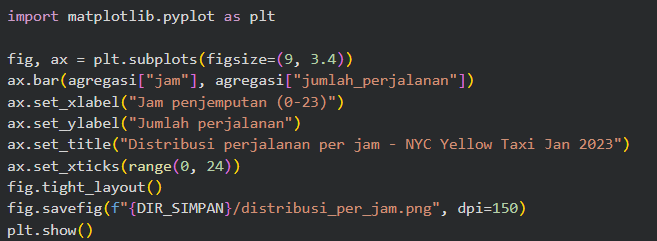 import matplotlib.pyplot as plt
fig, ax = plt.subplots(figsize=(9, 3.4))
ax.bar(agregasi["jam"], agregasi["jumlah_perjalanan"])
ax.set_xlabel("Jam penjemputan (0-23)")
ax.set_ylabel("Jumlah perjalanan")
ax.set_title("Distribusi perjalanan per jam - NYC Yellow Taxi Jan 2023")
ax.set_xticks(range(0, 24))
fig.tight_layout()
fig.savefig(f"{DIR_SIMPAN}/distribusi_per_jam.png", dpi=150)
plt.show()